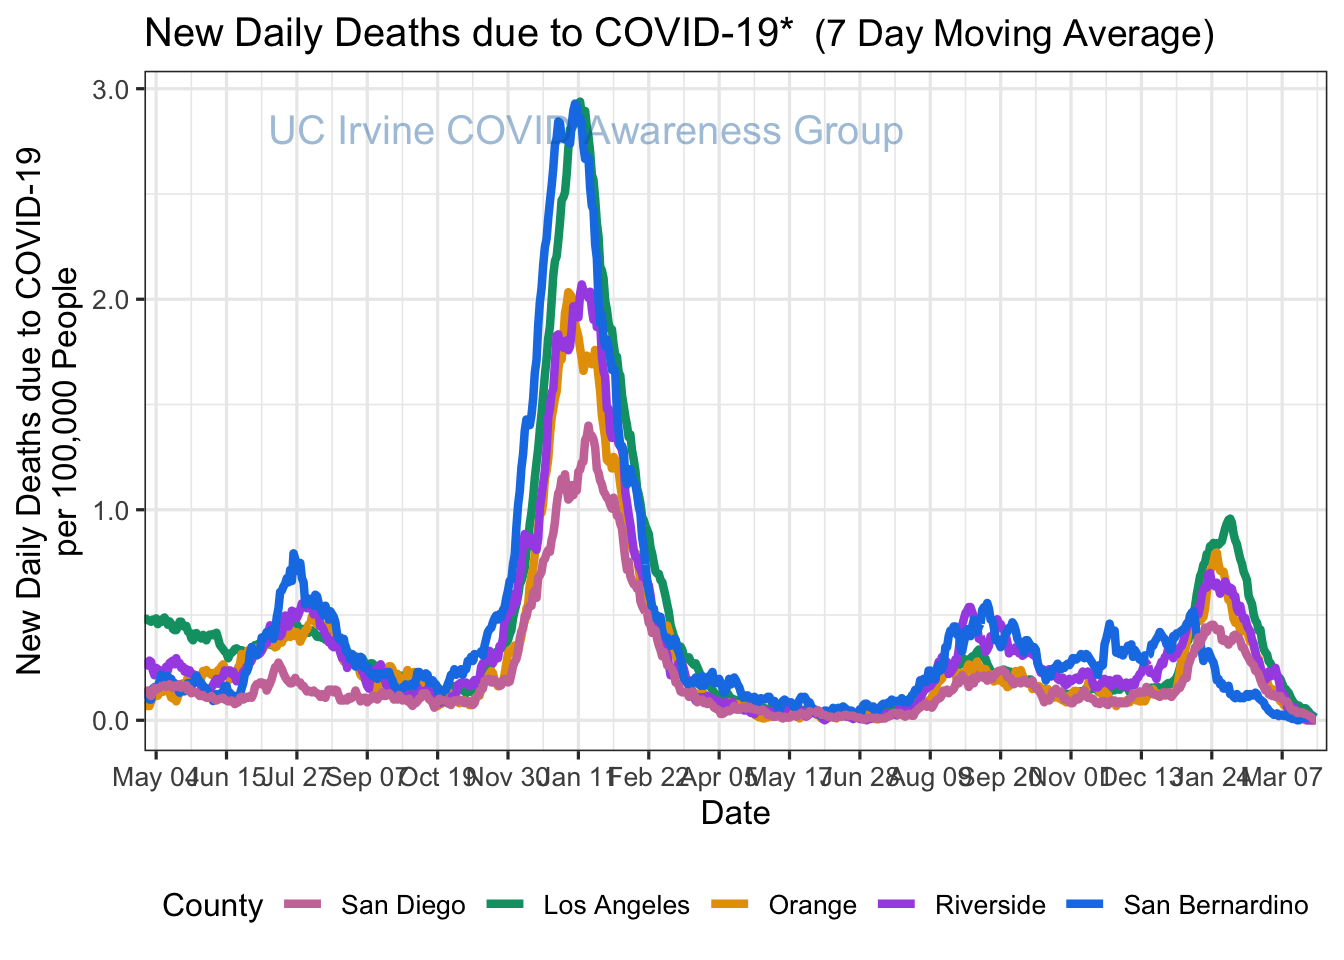 New Daily Deaths due to COVID-19* (7 Day Moving Average)
UC Irvine COVID Awareness Group
New Daily Deaths due to COVID-19
per 100,000 People
3.0
2.0
1.0
0.0
May 04 Jun 15 Jul 27 Sep 07 Oct 19 Nov 30 Jan 11 Feb 22 Apr 05 May 17 Jun 28 Aug 09 Sep 20 Nov 01 Dec 13 Jan 24 Mar 07
Date
County San Diego Los Angeles Orange Riverside San Bernardino